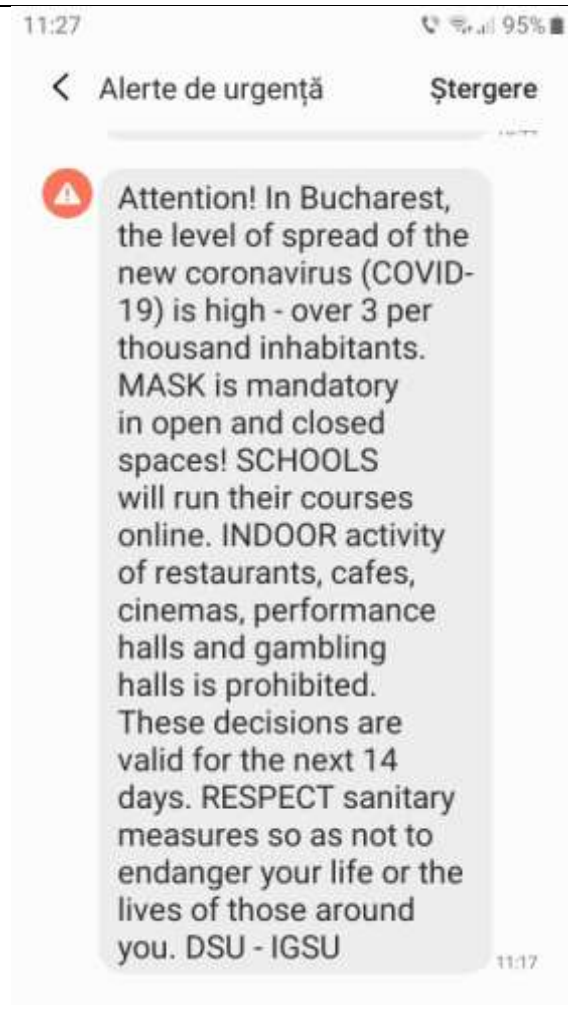 11:27 95%
Alerte de urgență Ștergere
Attention! In Bucharest,
the level of spread of the
new coronavirus (COVID-
19) is high - over 3 per
thousand inhabitants.
MASK is mandatory
in open and closed
spaces! SCHOOLS
will run their courses
online. INDOOR activity
of restaurants, cafes,
cinemas, performance
halls and gambling
halls is prohibited.
These decisions are
valid for the next 14
days. RESPECT sanitary
measures so as not to
endanger your life or the
lives of those around
you. DSU - IGSU
11:17